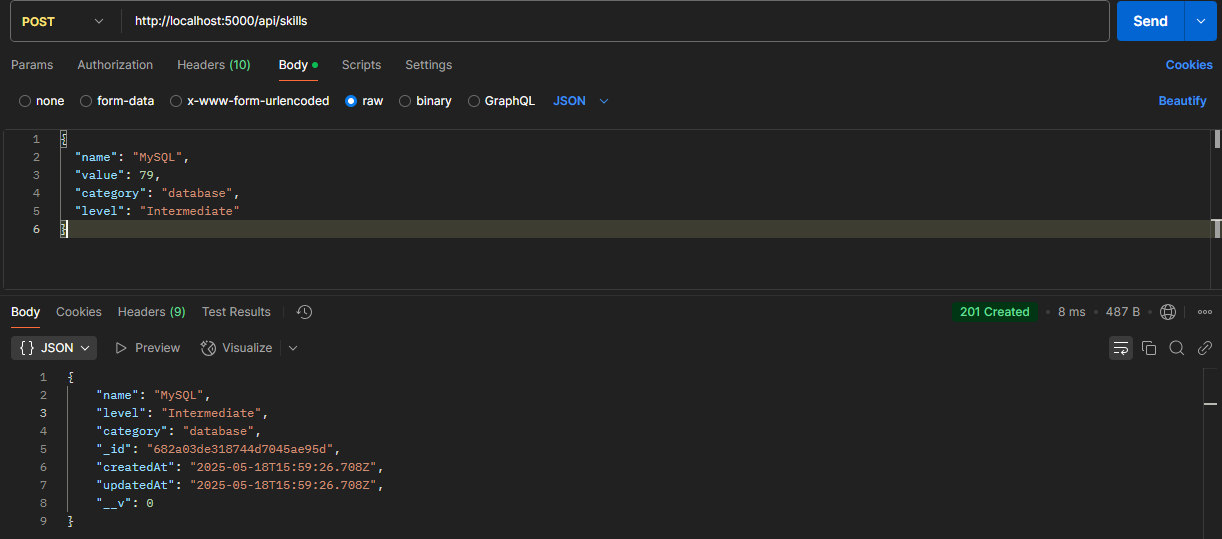 POST http://localhost:5000/api/skills Send
Params Authorization Headers (10) Body Scripts Settings Cookies
none form-data x-www-form-urlencoded raw binary GraphQL JSON Beautify
1 {
2 "name": "MySQL",
3 "value": 79,
4 "category": "database",
5 "level": "Intermediate"
6 }
Body Cookies Headers (9) Test Results 201 Created • 8 ms • 487 B •
{} JSON Preview Visualize
1 {
2 "name": "MySQL",
3 "level": "Intermediate",
4 "category": "database",
5 "_id": "682a03de318744d7045ae95d",
6 "createdAt": "2025-05-18T15:59:26.708Z",
7 "updatedAt": "2025-05-18T15:59:26.708Z",
8 "__v": 0
9 }